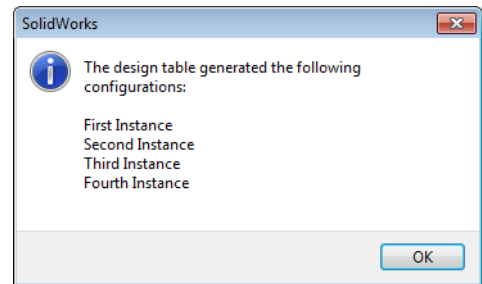 SolidWorks
The design table generated the following
configurations:
First Instance
Second Instance
Third Instance
Fourth Instance
OK